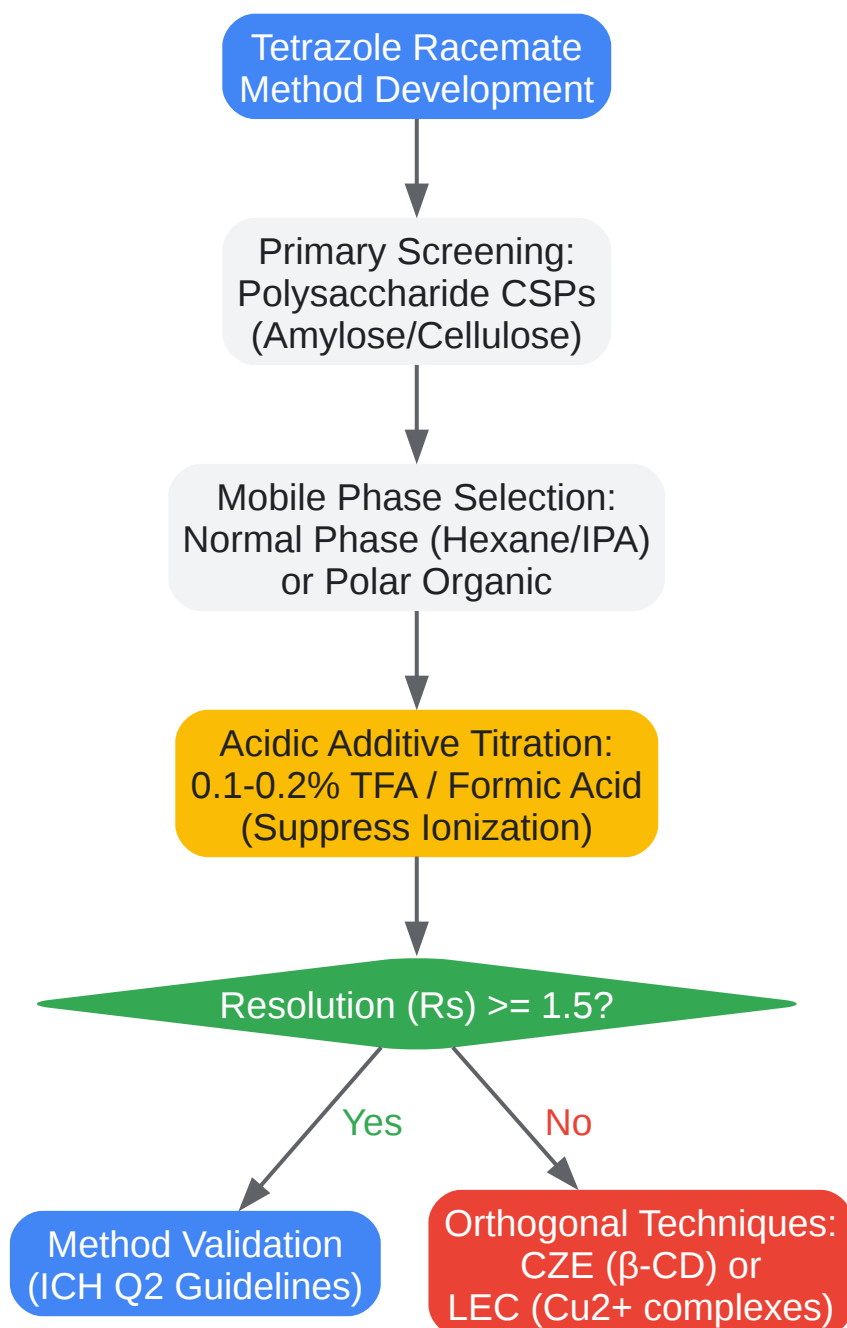 Tetrazole Racemate
Method Development
Primary Screening:
Polysaccharide CSPs
(Amylose/Cellulose)
Mobile Phase Selection:
Normal Phase (Hexane/IPA)
or Polar Organic
Acidic Additive Titration:
0.1-0.2% TFA / Formic Acid
(Suppress Ionization)
Resolution (Rs) >= 1.5?
Yes
No
Method Validation
(ICH Q2 Guidelines)
Orthogonal Techniques:
CZE (β-CD) or
LEC (Cu2+ complexes)